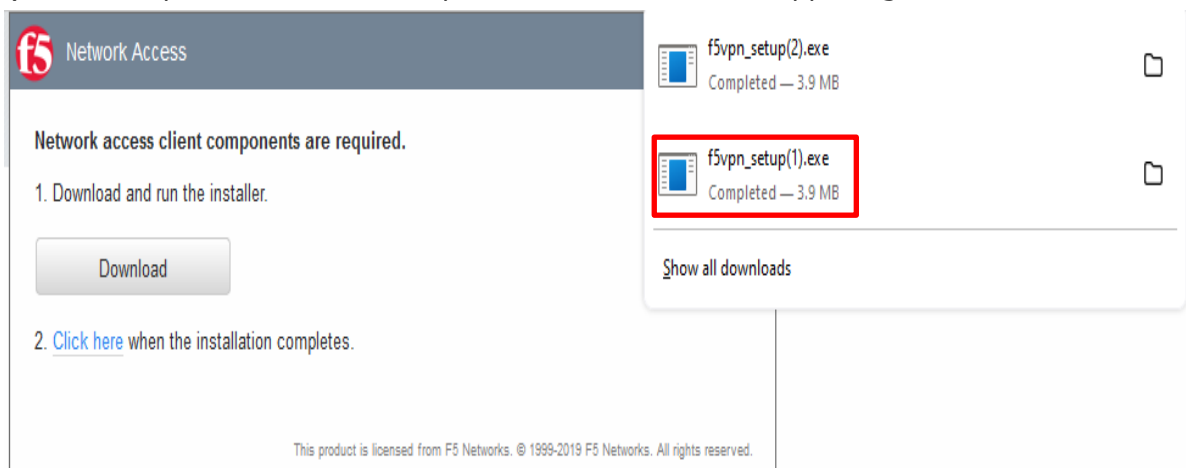 f5 Network Access
Network access client components are required.
1. Download and run the installer.
Download
2. Click here when the installation completes.
This product is licensed from F5 Networks. © 1999-2019 F5 Networks. All rights reserved.
f5vpn_setup(2).exe
Completed — 3.9 MB
f5vpn_setup(1).exe
Completed — 3.9 MB
Show all downloads